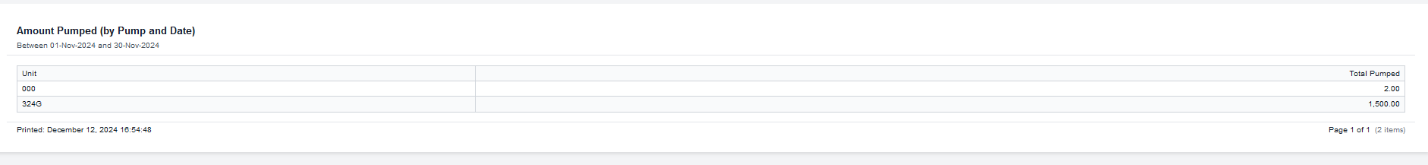 Amount Pumped (by Pump and Date)
Between 01-Nov-2024 and 30-Nov-2024
Unit Total Pumped
000 2.00
324G 1,500.00
Printed: December 12, 2024 16:54:48 Page 1 of 1 (2 items)